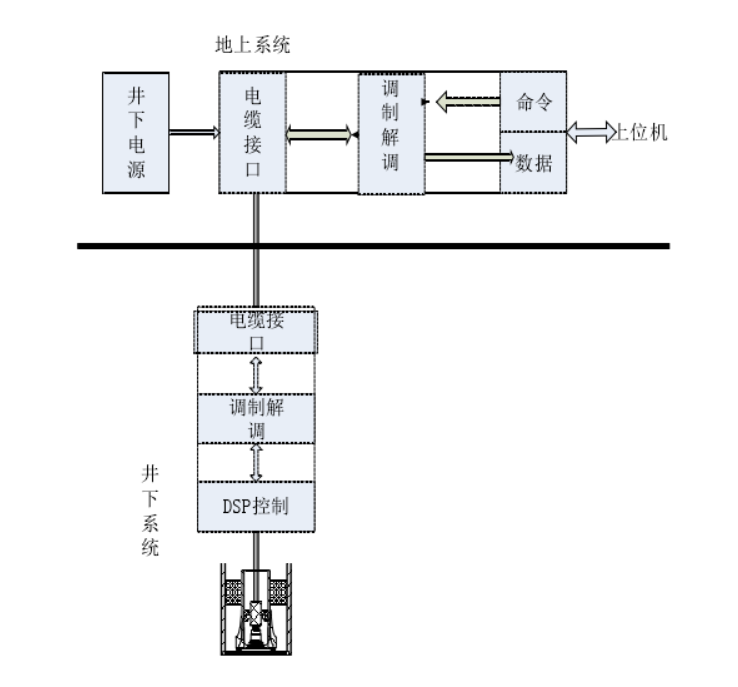 地上系统
井
下
电
源
电
缆
接
口
调
制
解
调
命令
数据
上位机
电缆接
口
调制解
调
DSP控制
井
下
系
统